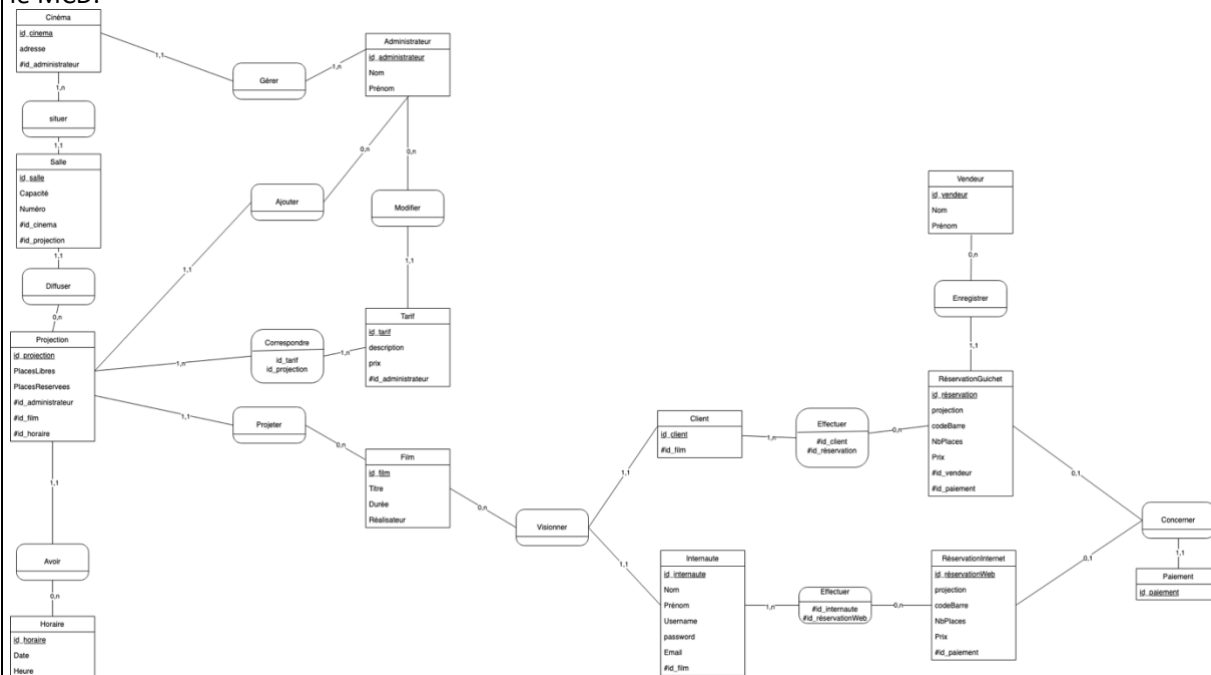 le MCD.
Cinéma
id_cinema
adresse
#id_administrateur
1,1
Gérer
1,n
Administrateur
id_administrateur
Nom
Prénom
1,n
situer
1,1
Salle
id_salle
Capacité
Numéro
#id_cinema
#id_projection
1,1
Diffuser
0,n
0,n
Ajouter
1,1
0,n
Modifier
1,1
Projection
id_projection
PlacesLibres
PlacesReservees
#id_administrateur
#id_film
#id_horaire
1,n
Correspondre
id_tarif
id_projection
1,n
Tarif
id_tarif
description
prix
#id_administrateur
1,1
Projeter
0,n
Film
id_film
Titre
Durée
Réalisateur
1,1
Avoir
0,n
Horaire
id_horaire
Date
Heure
0,n
Visionner
1,1
1,1
Client
id_client
#id_film
1,n
Effectuer
#id_client
#id_réservation
0,n
Vendeur
id_vendeur
Nom
Prénom
0,n
Enregistrer
1,1
RéservationGuichet
id_réservation
projection
codeBarre
NbPlaces
Prix
#id_vendeur
#id_paiement
0,1
Internaute
id_internaute
Nom
Prénom
Username
password
Email
#id_film
1,n
Effectuer
#id_internaute
#id_réservationWeb
0,n
RéservationInternet
id_réservationWeb
projection
codeBarre
NbPlaces
Prix
#id_paiement
0,1
Concerner
1,1
Paiement
id_paiement